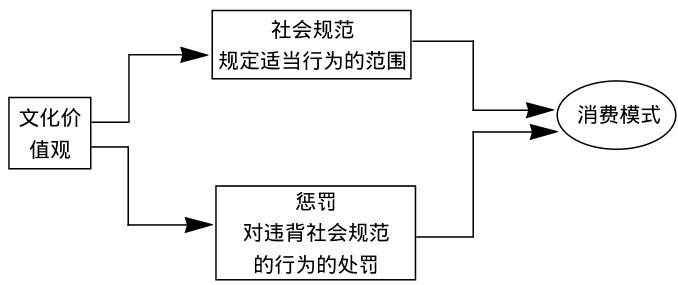 社会规范
规定适当行为的范围
文化价
值观
消费模式
惩罚
对违背社会规范
的行为的处罚